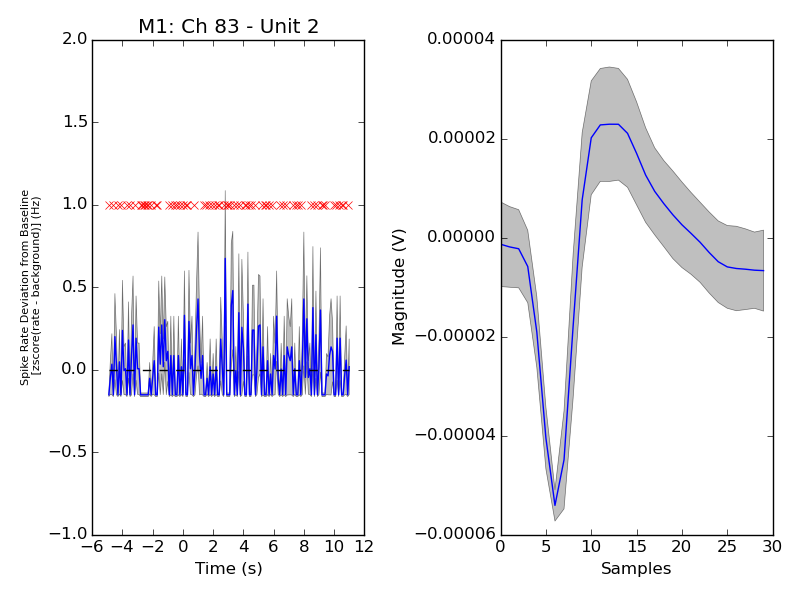 M1: Ch 83 - Unit 2
2.0
1.5
1.0
0.5
0.0
−0.5
−1.0
Spike Rate Deviation from Baseline
[zscore(rate - background)] (Hz)
−6 −4 −2 0 2 4 6 8 10 12
Time (s)
0.00004
0.00002
0.00000
−0.00002
−0.00004
−0.00006
Magnitude (V)
0 5 10 15 20 25 30
Samples